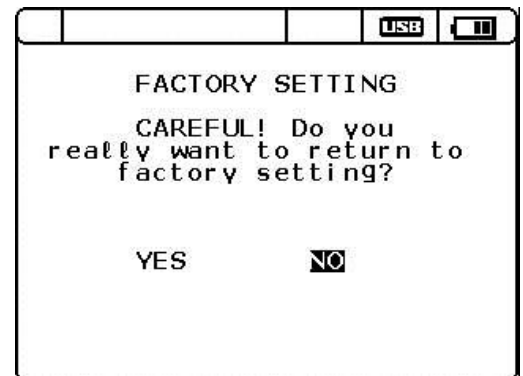 USB
FACTORY SETTING
CAREFUL! Do you
really want to return to
factory setting?
YES NO